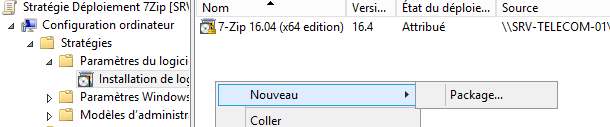 Stratégie Déploiement 7Zip [SRV
Configuration ordinateur
Stratégies
Paramètres du logici
Installation de log
Paramètres Windows
Modèles d'administr
Nom Versi... État du déploie... Source
7-Zip 16.04 (x64 edition) 16.4 Attribué \\SRV-TELECOM-01\
Nouveau Package...
Coller